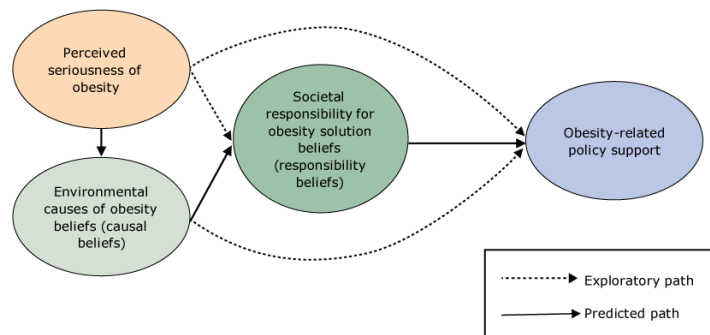 Perceived
seriousness of
obesity
Societal
responsibility for
obesity solution
beliefs
(responsibility
beliefs)
Obesity-related
policy support
Environmental
causes of obesity
beliefs (causal
beliefs)
Exploratory path
Predicted path